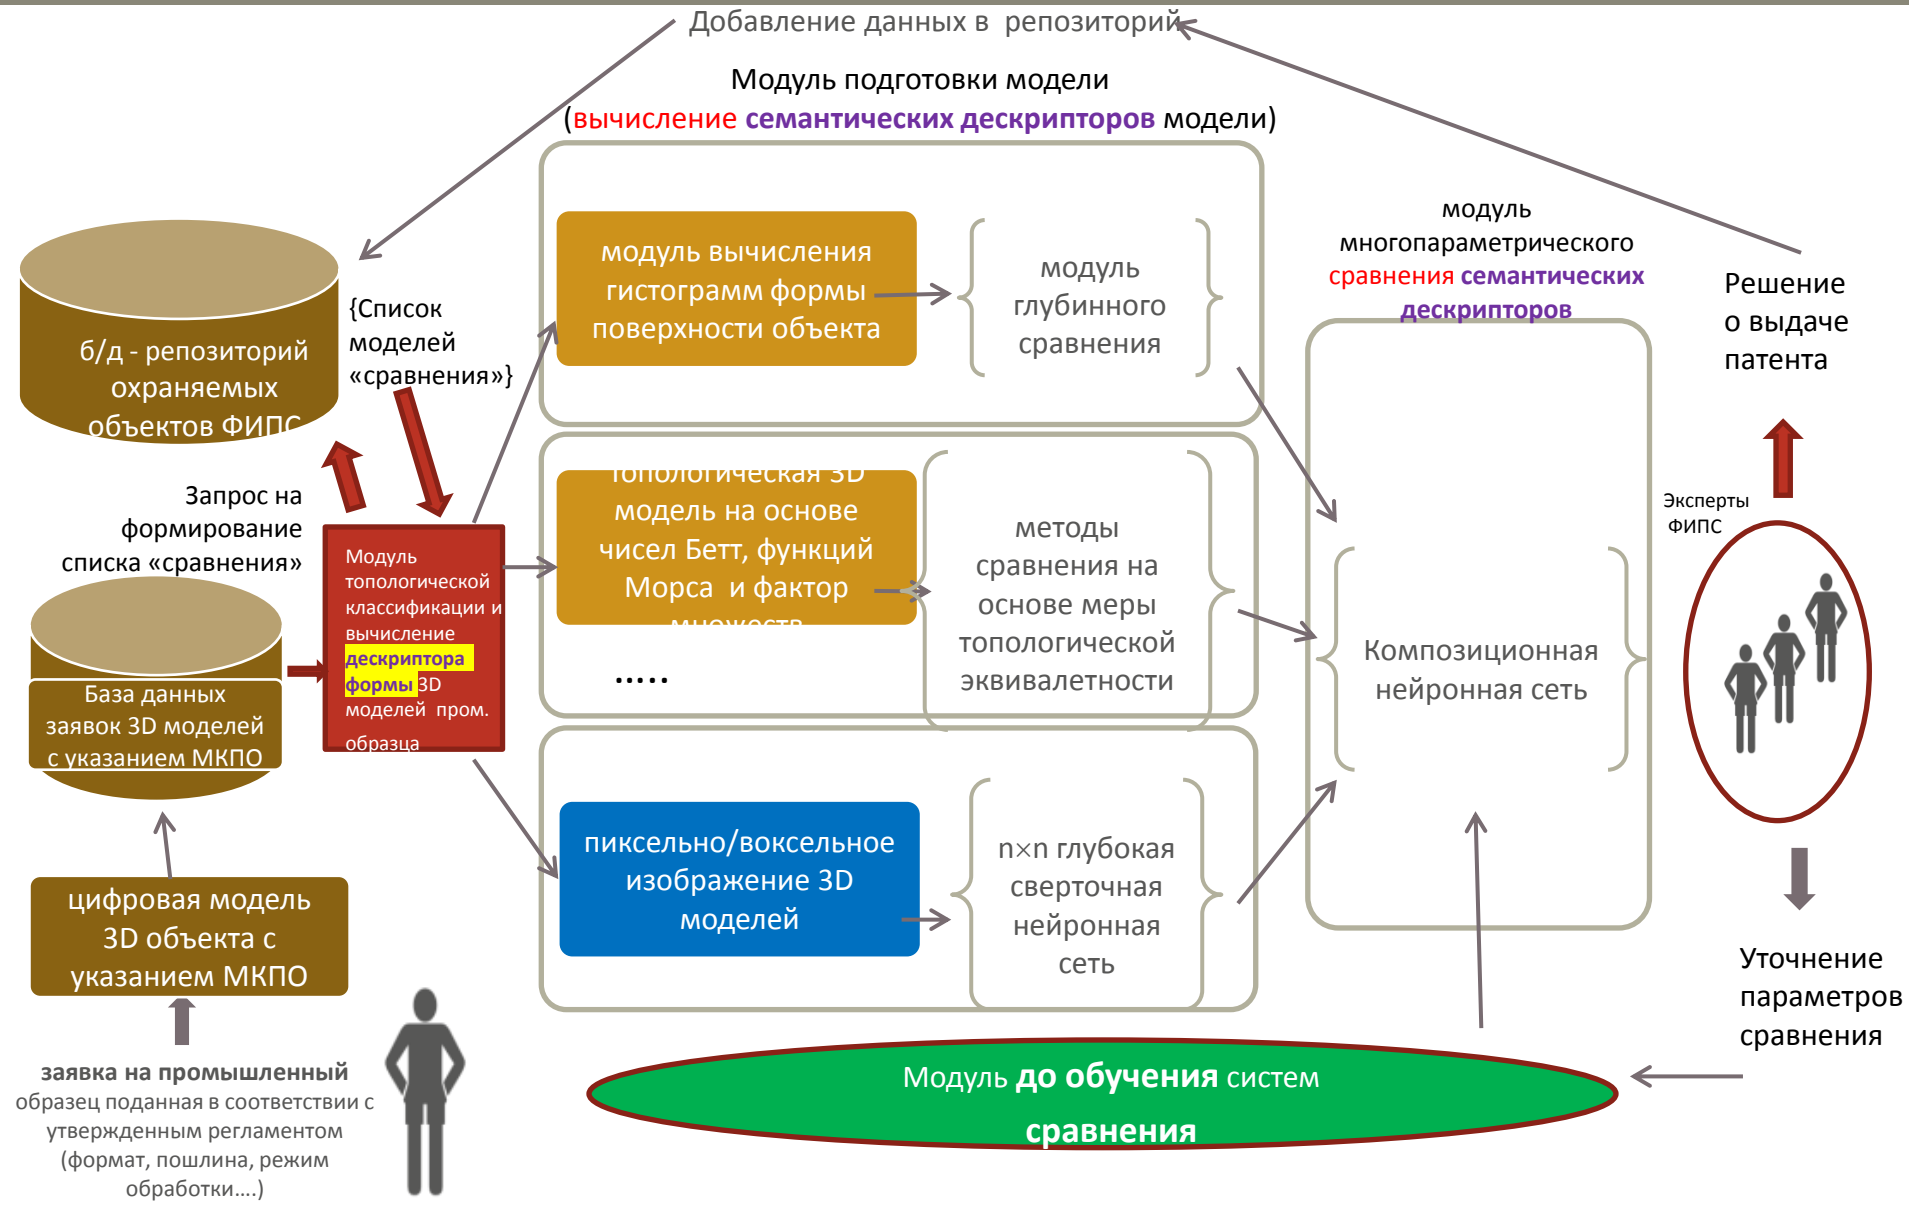 Добавление данных в репозиторий
Модуль подготовки модели
(вычисление семантических дескрипторов модели)
б/д - репозиторий
охраняемых
объектов ФИПС
{Список
моделей
«сравнения»}
Запрос на
формирование
списка «сравнения»
База данных
заявок 3D моделей
с указанием МКПО
цифровая модель
3D объекта с
указанием МКПО
заявка на промышленный
образец поданная в соответствии с
утвержденным регламентом
(формат, пошлина, режим
обработки....)
Модуль
топологической
классификации и
вычисление
дескриптора
формы 3D
моделей пром.
образца
модуль вычисления
гистограмм формы
поверхности объекта
модуль
глубинного
сравнения
топологическая 3D
модель на основе
чисел Бетт, функций
Морса и фактор
множеств
.....
методы
сравнения на
основе меры
топологической
эквивалетности
пиксельно/воксельное
изображение 3D
моделей
n×n глубокая
сверточная
нейронная
сеть
модуль
многопараметрического
сравнения семантических
дескрипторов
Композиционная
нейронная сеть
Решение
о выдаче
патента
Эксперты
ФИПС
Уточнение
параметров
сравнения
Модуль до обучения систем
сравнения